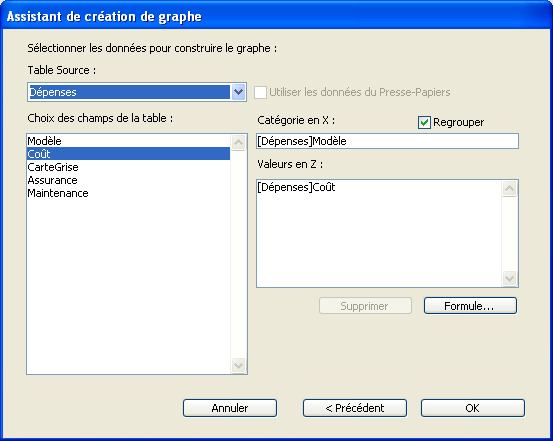 Assistant de création de graphe
Sélectionner les données pour construire le graphe :
Table Source :
Dépenses
Utiliser les données du Presse-Papiers
Choix des champs de la table :
Catégorie en X :
Regrouper
Modèle
Coût
CarteGrise
Assurance
Maintenance
[Dépenses]Modèle
Valeurs en Z :
[Dépenses]Coût
Supprimer
Formule...
Annuler
< Précédent
OK